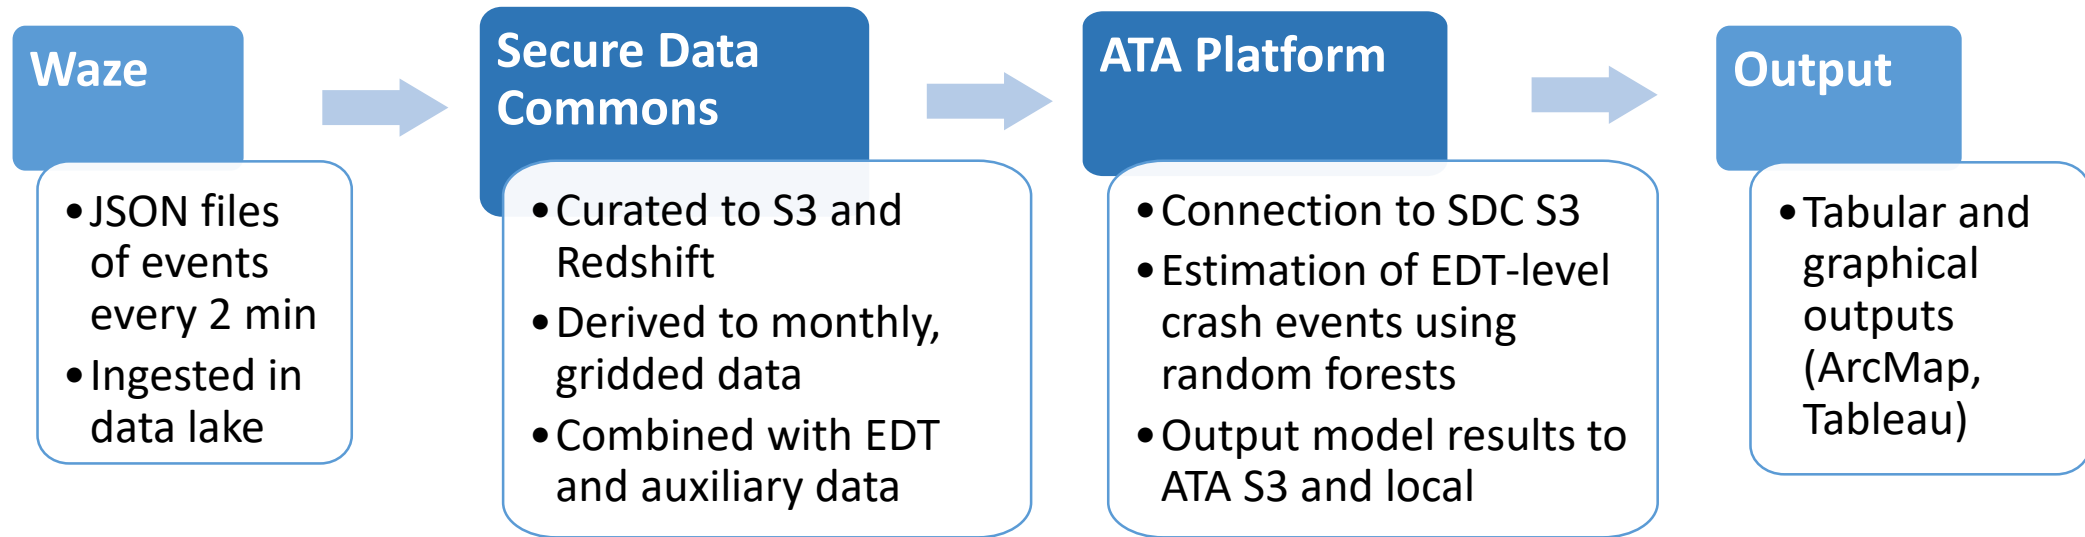 Waze
• JSON files
of events
every 2 min
• Ingested in
data lake
Secure Data
Commons
• Curated to S3 and
Redshift
• Derived to monthly,
gridded data
• Combined with EDT
and auxiliary data
ATA Platform
• Connection to SDC S3
• Estimation of EDT-level
crash events using
random forests
• Output model results to
ATA S3 and local
Output
• Tabular and
graphical
outputs
(ArcMap,
Tableau)